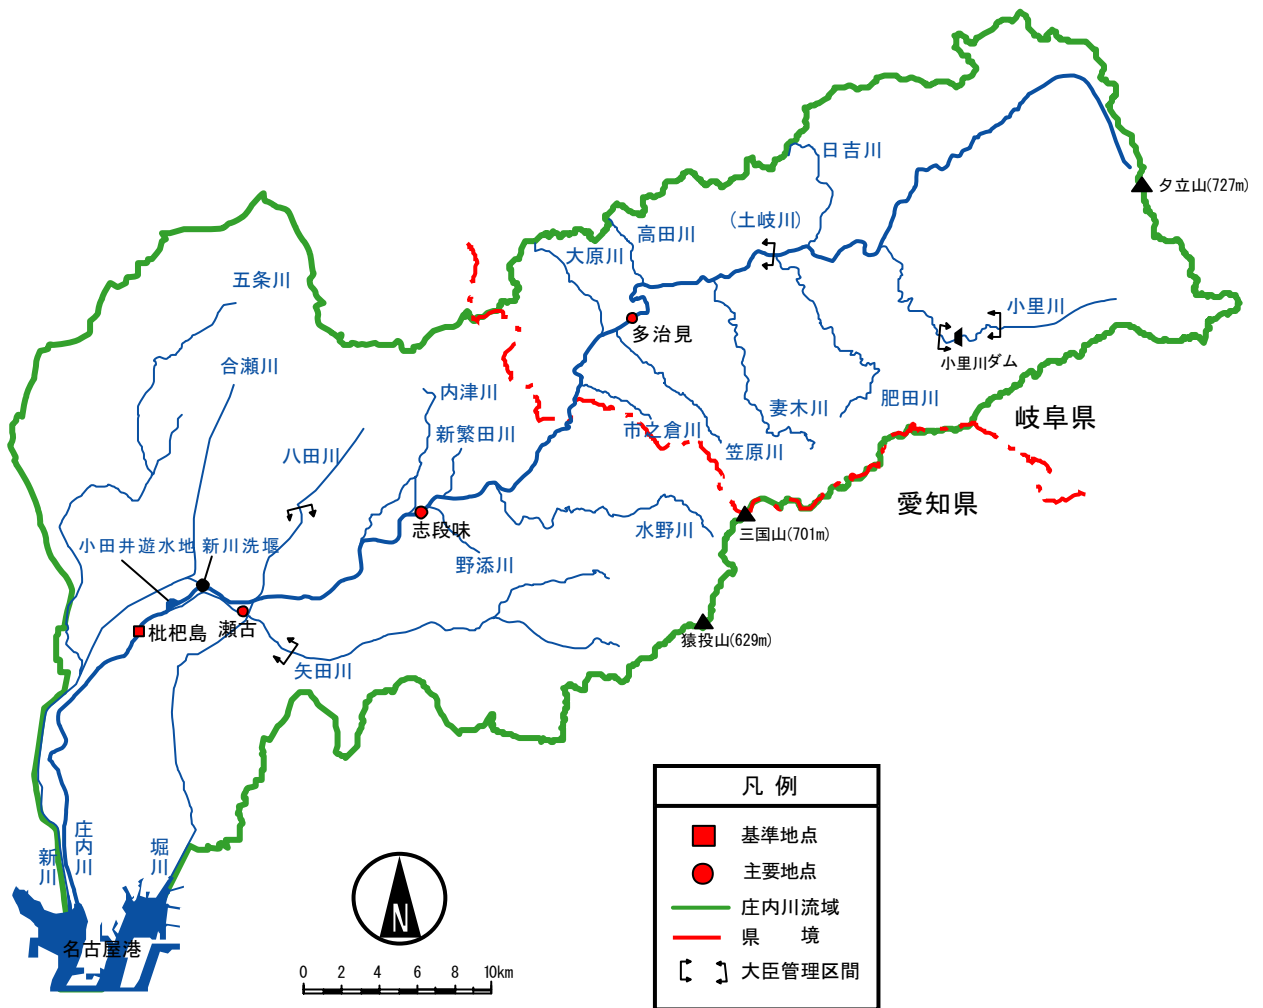 日吉川
夕立山(727m)
(土岐川)
高田川
大原川
五条川
小里川
多治見
小里川ダム
合瀬川
内津川
妻木川
肥田川
岐阜県
新繁田川
市之倉川
笠原川
八田川
愛知県
志段味
水野川
三国山(701m)
小田井遊水地
新川洗堰
野添川
枇杷島
瀬古
猿投山(629m)
矢田川
凡例
基準地点
主要地点
庄内川流域
県境
大臣管理区間
新川
庄内川
堀川
N
名古屋港
0 2 4 6 8 10km